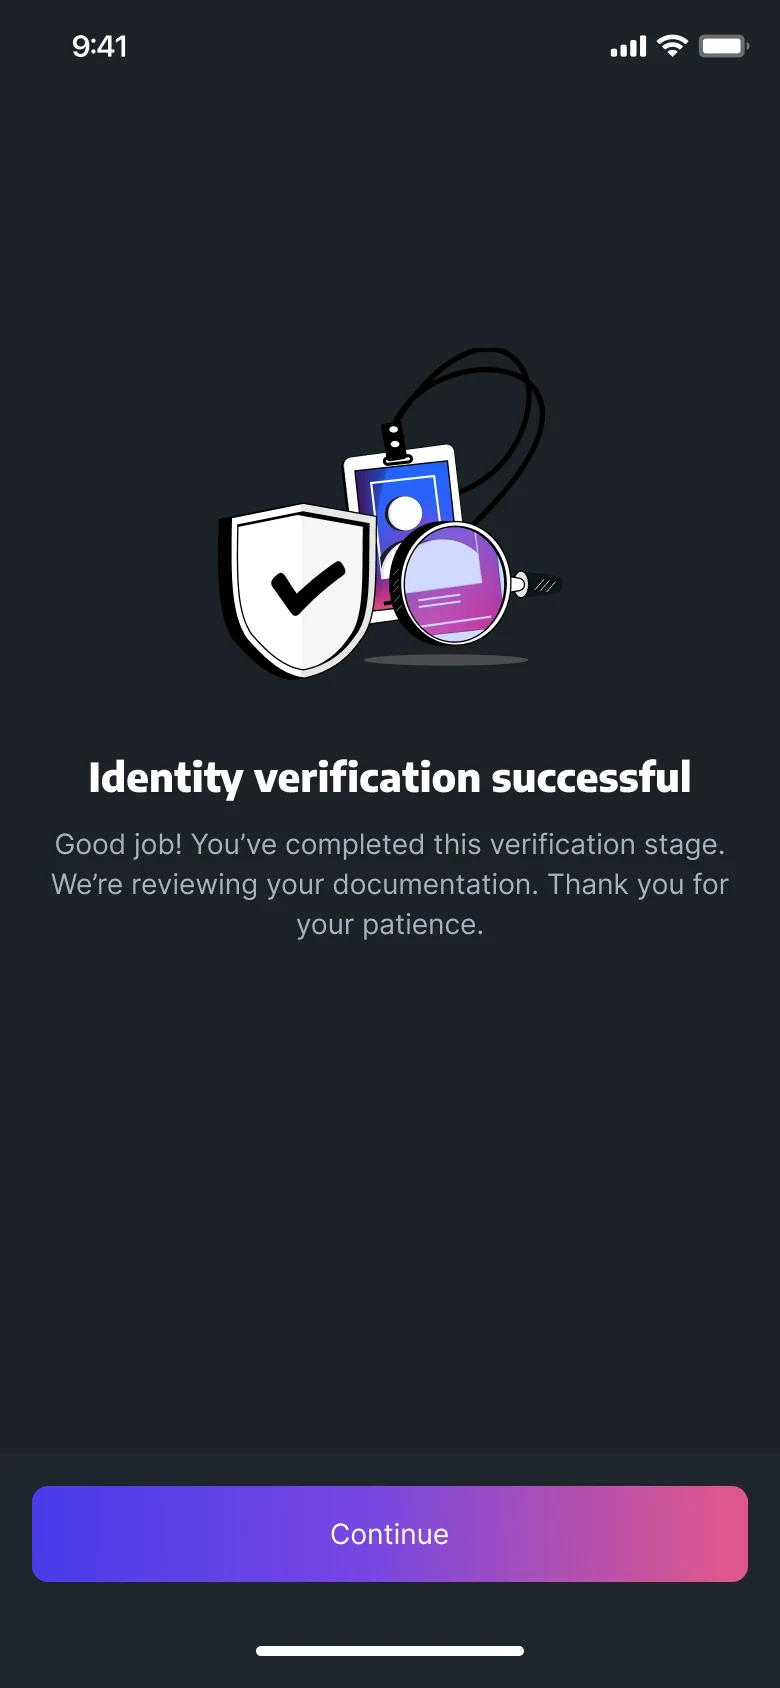 9:41
Identity verification successful
Good job! You’ve completed this verification stage.
We’re reviewing your documentation. Thank you for
your patience.
Continue